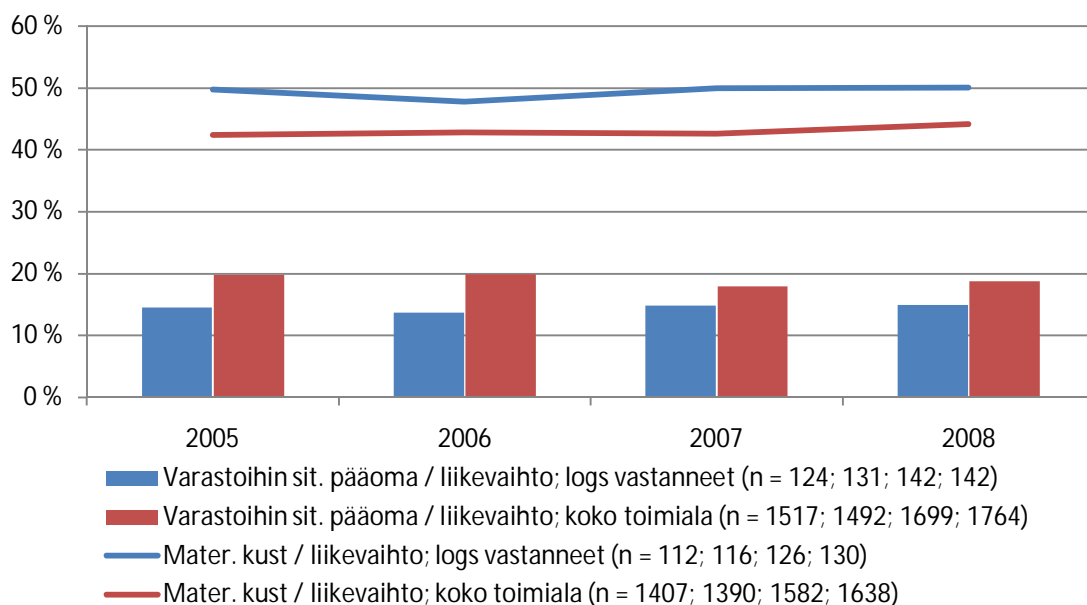 60 %
50 %
40 %
30 %
20 %
10 %
0 %
2005 2006 2007 2008
Varastoihin sit. pääoma / liikevaihto; logs vastanneet (n = 124; 131; 142; 142)
Varastoihin sit. pääoma / liikevaihto; koko toimiala (n = 1517; 1492; 1699; 1764)
Mater. kust / liikevaihto; logs vastanneet (n = 112; 116; 126; 130)
Mater. kust / liikevaihto; koko toimiala (n = 1407; 1390; 1582; 1638)